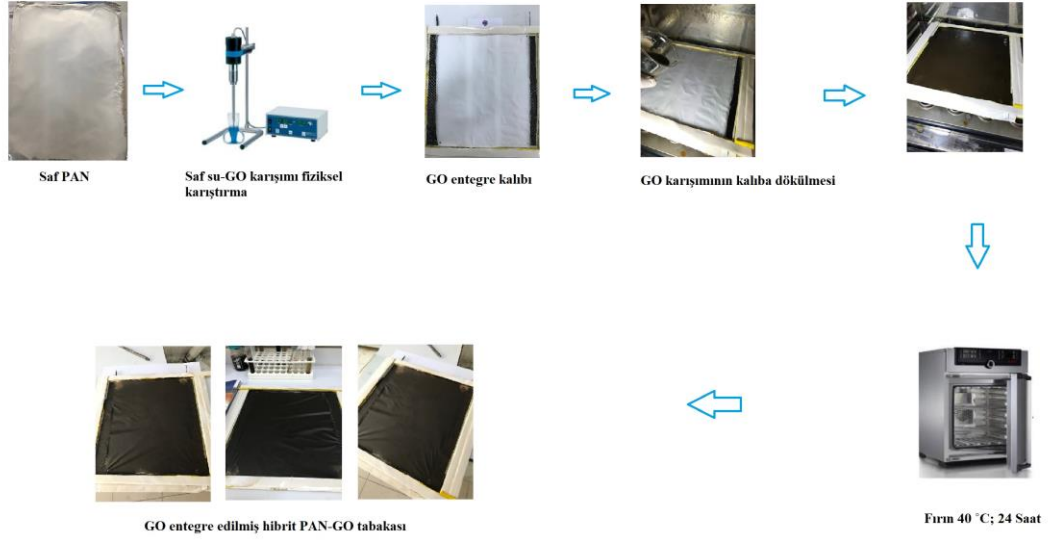 Saf PAN
Saf su-GO karışımı fiziksel
karıştırma
GO entegre kalıbı
GO karışımının kalıba dökülmesi
Fırın 40 ˚C; 24 Saat
GO entegre edilmiş hibrit PAN-GO tabakası